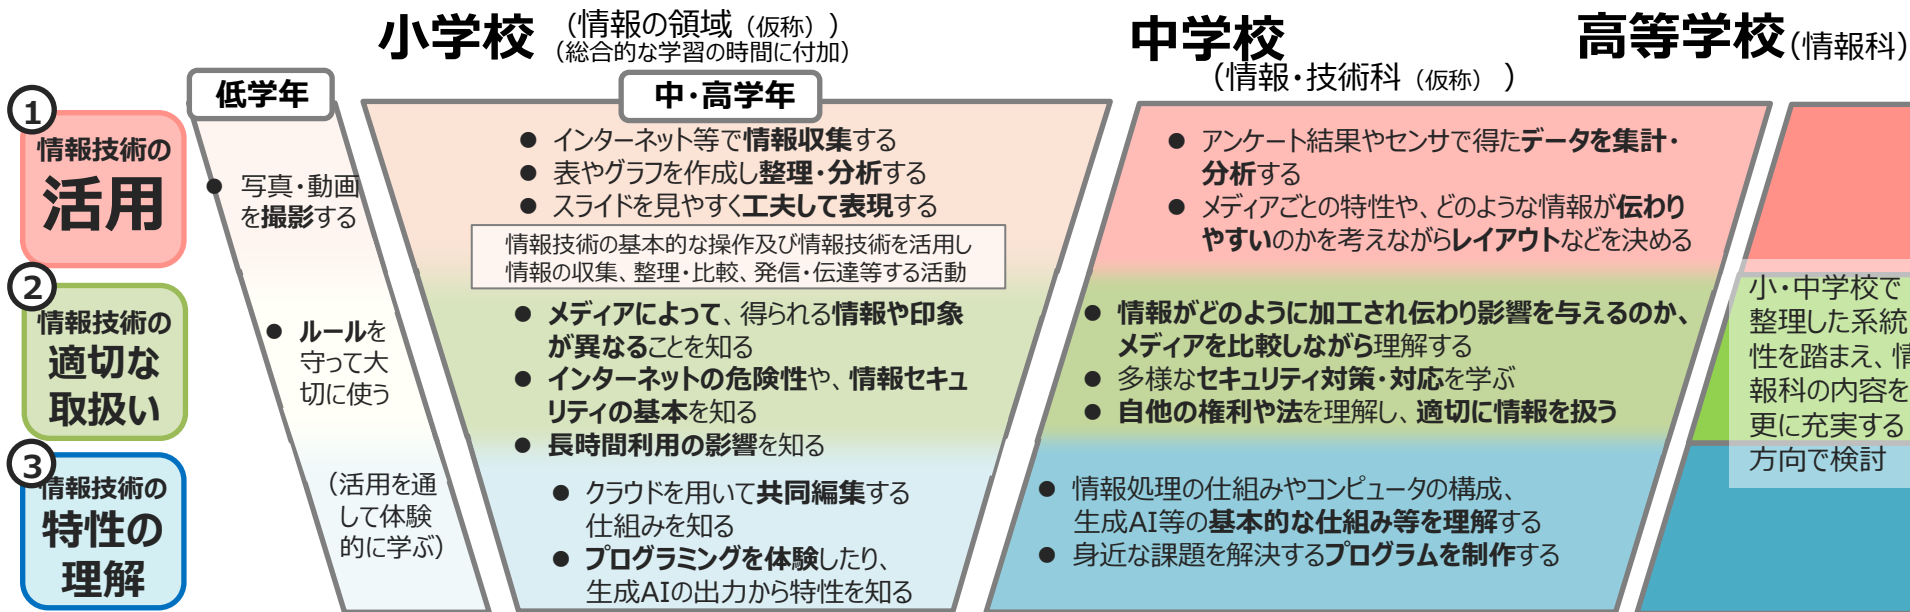 小学校 (情報の領域(仮称))
(総合的な学習の時間に付加)
中学校
(情報・技術科(仮称))
高等学校(情報科)
低学年
中・高学年
①
情報技術の
活用
● 写真・動画
を撮影する
● インターネット等で情報収集する
● 表やグラフを作成し整理・分析する
● スライドを見やすく工夫して表現する
情報技術の基本的な操作及び情報技術を活用し
情報の収集、整理・比較、発信・伝達等する活動
● アンケート結果やセンサで得たデータを集計・
分析する
● メディアごとの特性や、どのような情報が伝わり
やすいのかを考えながらレイアウトなどを決める
②
情報技術の
適切な
取扱い
● ルールを
守って大
切に使う
● メディアによって、得られる情報や印象
が異なることを知る
● インターネットの危険性や、情報セキュ
リティの基本を知る
● 長時間利用の影響を知る
● 情報がどのように加工され伝わり影響を与えるのか、
メディアを比較しながら理解する
● 多様なセキュリティ対策・対応を学ぶ
● 自他の権利や法を理解し、適切に情報を扱う
小・中学校で
整理した系統
性を踏まえ、情
報科の内容を
更に充実する
方向で検討
③
情報技術の
特性の
理解
(活用を通
して体験
的に学ぶ)
● クラウドを用いて共同編集する
仕組みを知る
● プログラミングを体験したり、
生成AIの出力から特性を知る
● 情報処理の仕組みやコンピュータの構成、
生成AI等の基本的な仕組み等を理解する
● 身近な課題を解決するプログラムを制作する